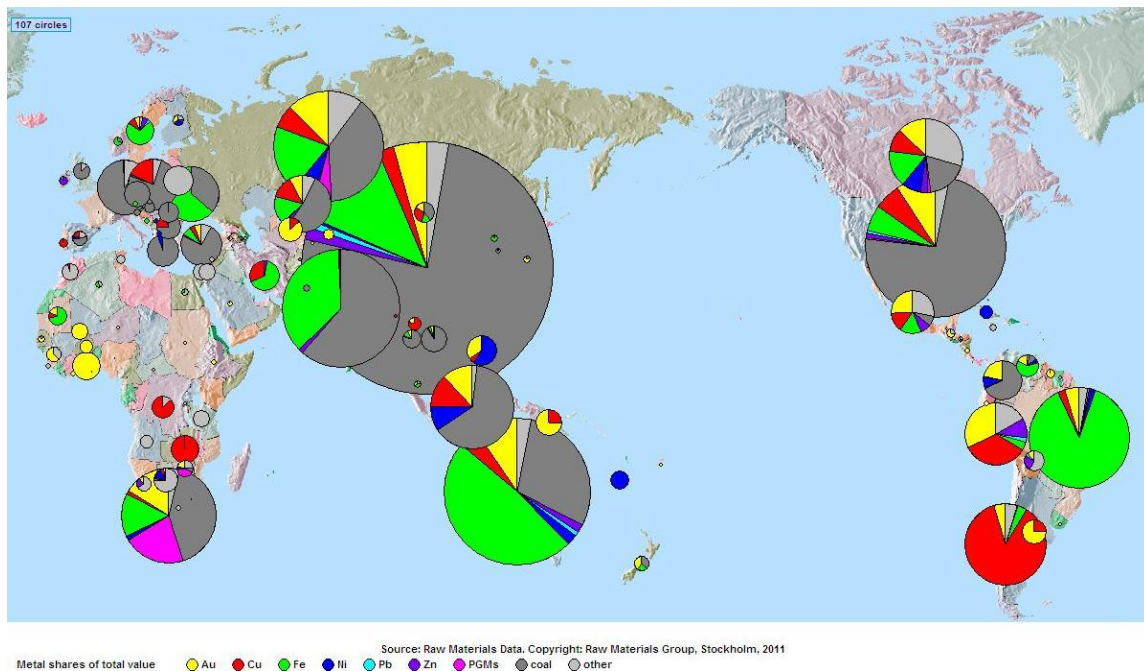 107 circles
Source: Raw Materials Data. Copyright: Raw Materials Group, Stockholm, 2011
Metal shares of total value Au Cu Fe Ni Pb Zn PGMs coal other